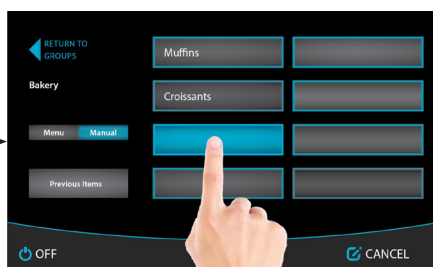 RETURN TO
GROUPS
Bakery
Menu Manual
Previous Items
Muffins
Croissants
OFF
CANCEL